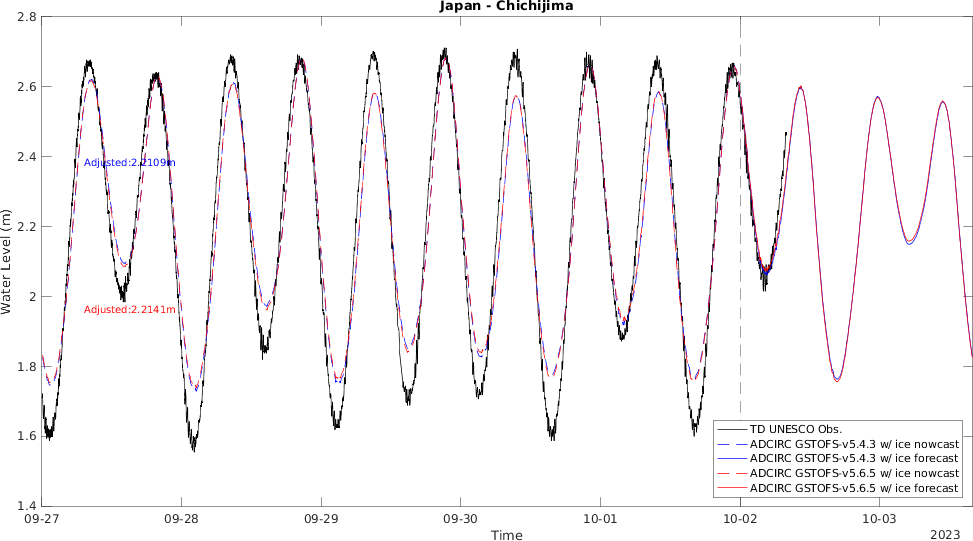 Japan - Chichijima
2.8
2.6
2.4
2.2
2
1.8
1.6
1.4
Water Level (m)
Adjusted:2.2109m
Adjusted:2.2141m
TD UNESCO Obs.
ADCIRC GSTOFS-v5.4.3 w/ ice nowcast
ADCIRC GSTOFS-v5.4.3 w/ ice forecast
ADCIRC GSTOFS-v5.6.5 w/ ice nowcast
ADCIRC GSTOFS-v5.6.5 w/ ice forecast
09-27
09-28
09-29
09-30
10-01
10-02
10-03
Time
2023